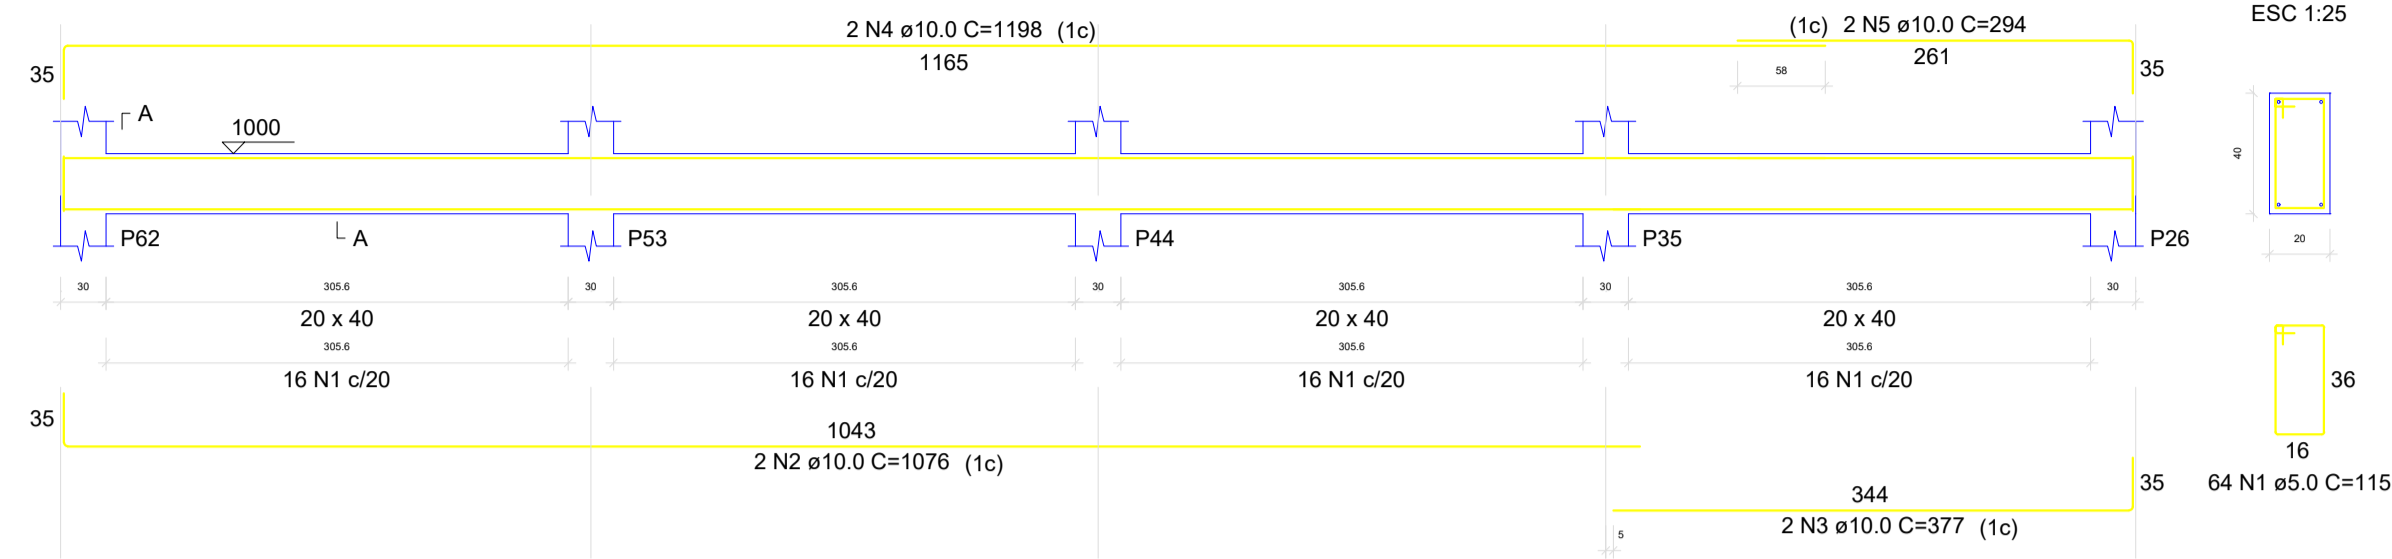 ESC 1:25
2 N4 ø10.0 C=1198 (1c)
(1c) 2 N5 ø10.0 C=294
1165
261
35
58
35
A
1000
40
P62
A
P53
P44
P35
P26
20
30
305.6
30
305.6
30
305.6
30
305.6
30
20 x 40
20 x 40
20 x 40
20 x 40
305.6
305.6
305.6
305.6
16 N1 c/20
16 N1 c/20
16 N1 c/20
16 N1 c/20
36
35
1043
2 N2 ø10.0 C=1076 (1c)
16
64 N1 ø5.0 C=115
344
35
2 N3 ø10.0 C=377 (1c)
5